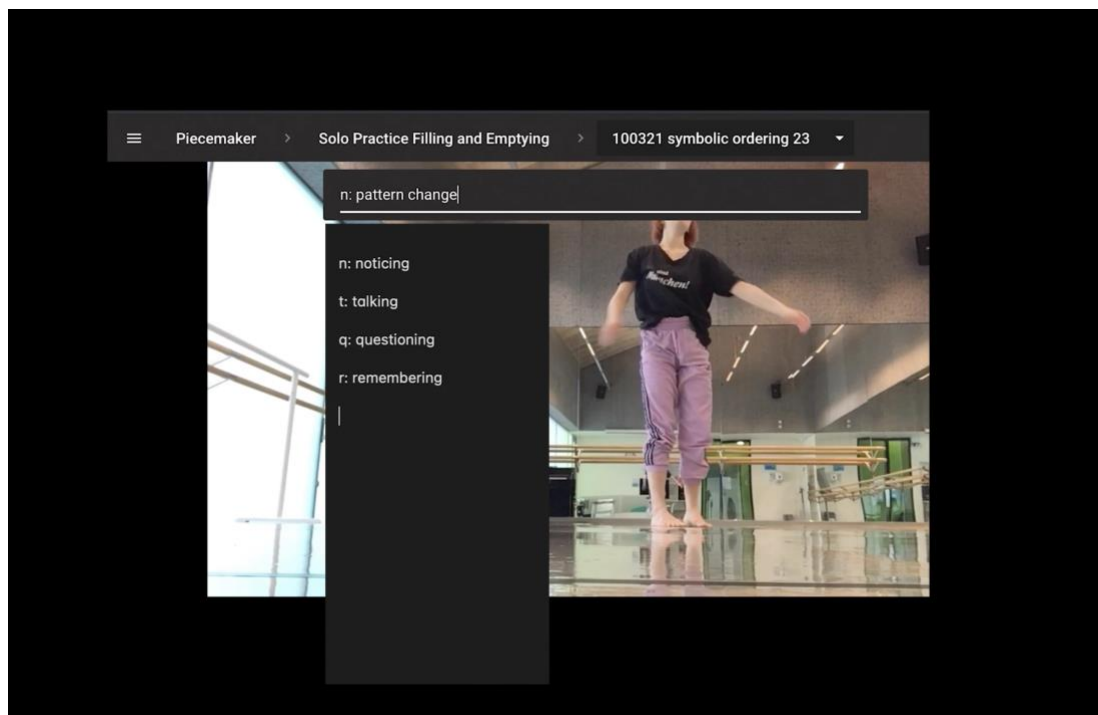 Piecemaker > Solo Practice Filling and Emptying > 100321 symbolic ordering 23
n: pattern change
n: noticing
t: talking
q: questioning
r: remembering